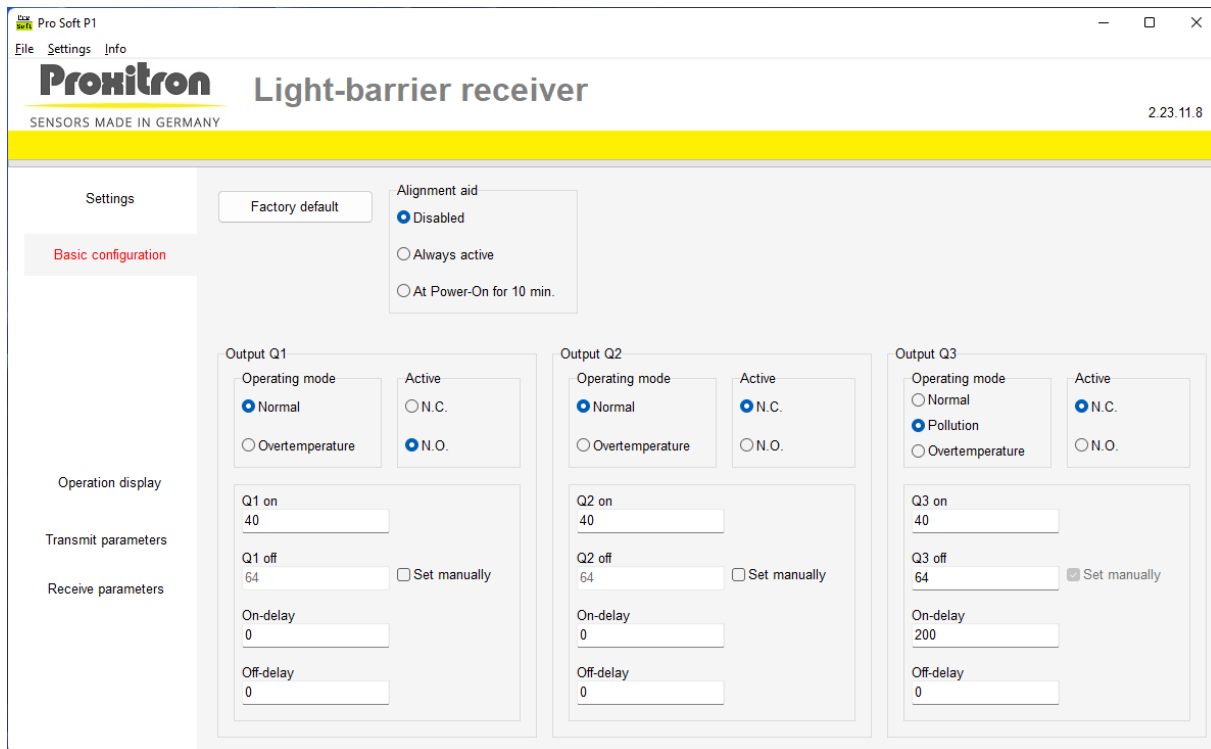 Pro Soft P1
File Settings Info
Proxitron
SENSORS MADE IN GERMANY
Light-barrier receiver
2.23.11.8
Settings
Basic configuration
Operation display
Transmit parameters
Receive parameters
Factory default
Alignment aid
Disabled
Always active
At Power-On for 10 min.
Output Q1
Operating mode
Normal
Overtemperature
Active
N.C.
N.O.
Q1 on
40
Q1 off
64
Set manually
On-delay
0
Off-delay
0
Output Q2
Operating mode
Normal
Overtemperature
Active
N.C.
N.O.
Q2 on
40
Q2 off
64
Set manually
On-delay
0
Off-delay
0
Output Q3
Operating mode
Normal
Pollution
Overtemperature
Active
N.C.
N.O.
Q3 on
40
Q3 off
64
Set manually
On-delay
200
Off-delay
0